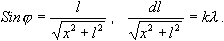 Sinφ = l / √(x² + l²) ,   dl / √(x² + l²) = kλ .